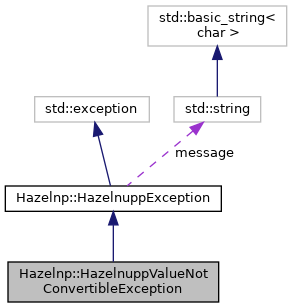 std::basic_string<
char >
std::exception
std::string
message
Hazelnp::HazelnuppException
Hazelnp::HazelnuppValueNot
ConvertibleException